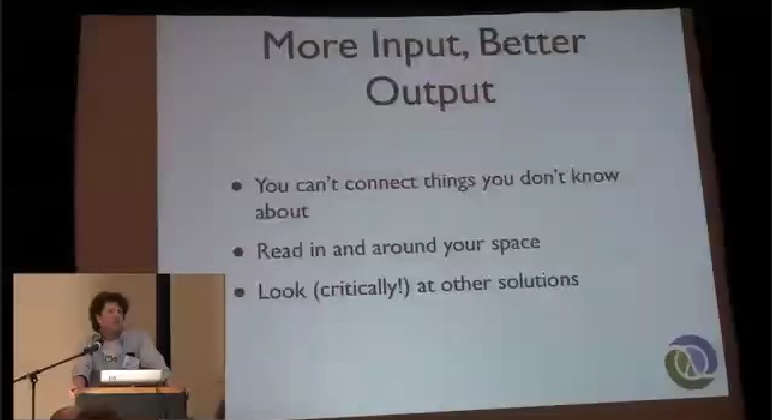 More Input, Better
Output
• You can't connect things you don't know
about
• Read in and around your space
• Look (critically!) at other solutions